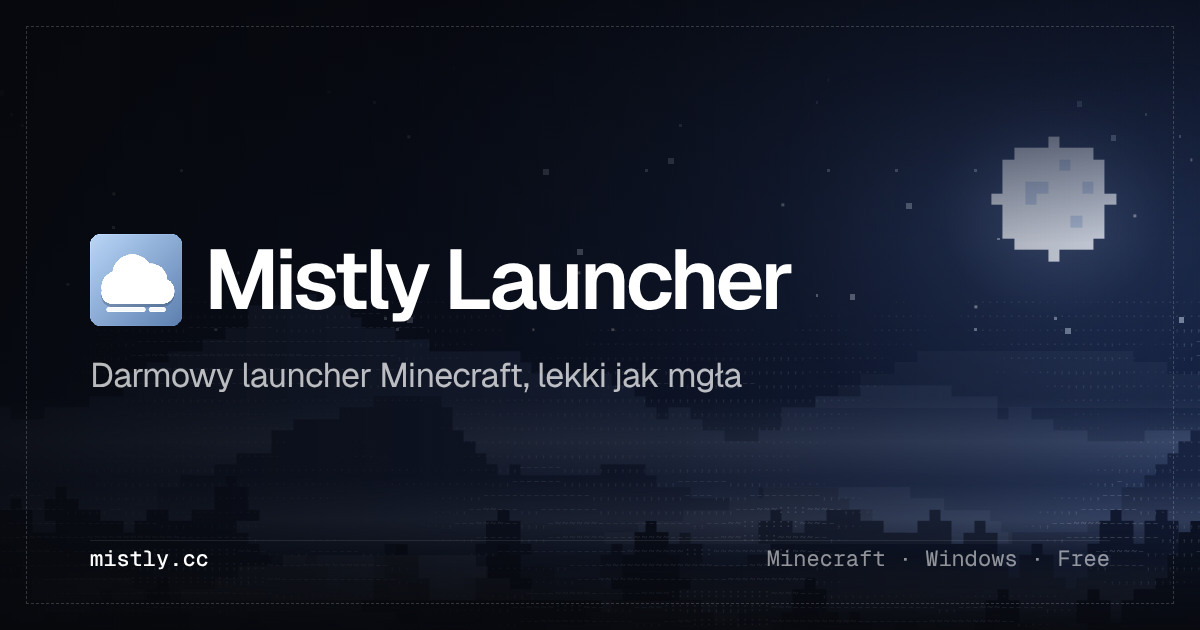 Mistly Launcher
Darmowy launcher Minecraft, lekki jak mgła
mistly.cc
Minecraft · Windows · Free